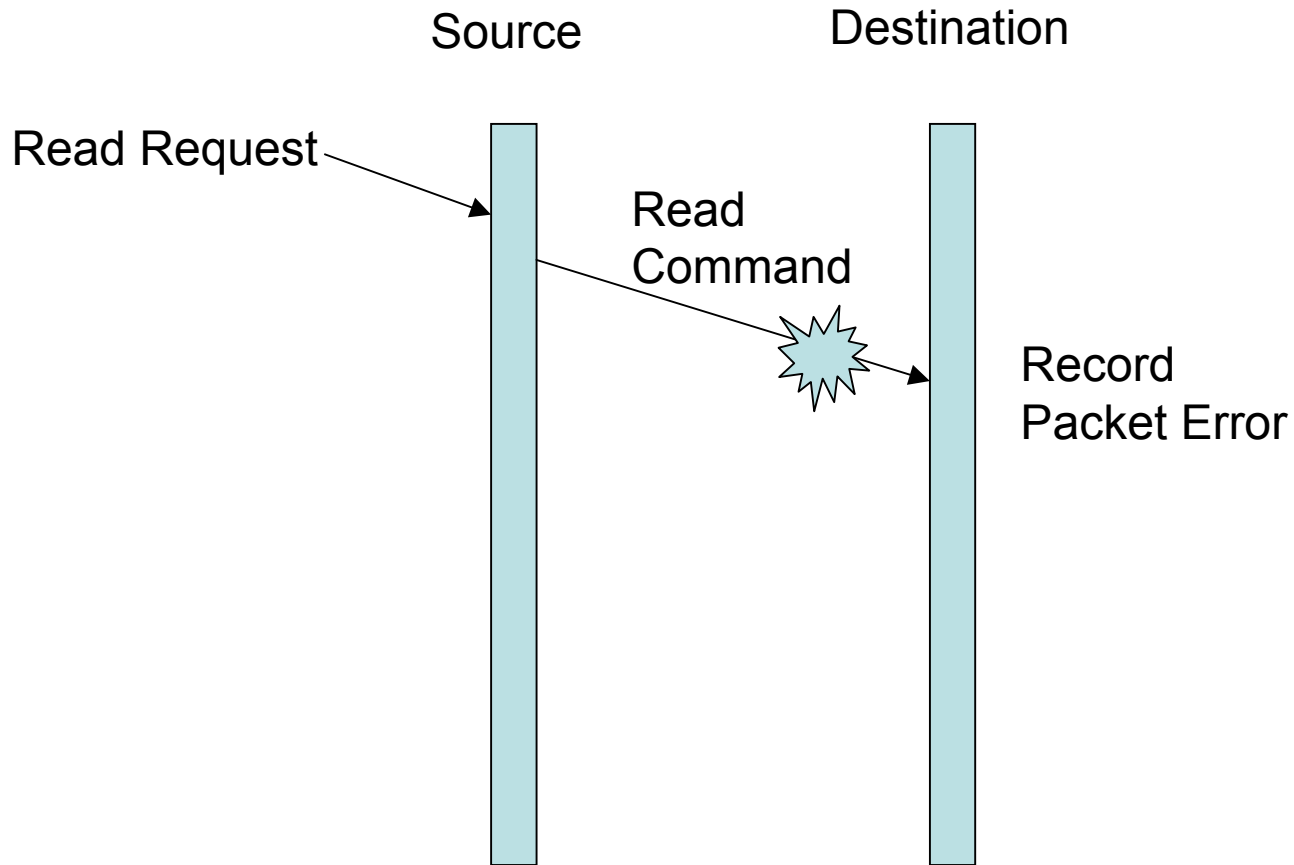 Source
Destination
Read Request
Read
Command
Record
Packet Error